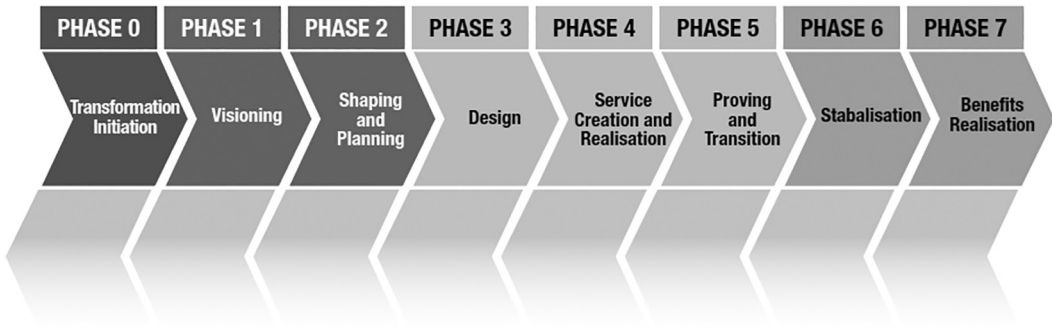 PHASE 0
PHASE 1
PHASE 2
PHASE 3
PHASE 4
PHASE 5
PHASE 6
PHASE 7
Transformation
Initiation
Visioning
Shaping
and
Planning
Design
Service
Creation and
Realisation
Proving
and
Transition
Stabalisation
Benefits
Realisation